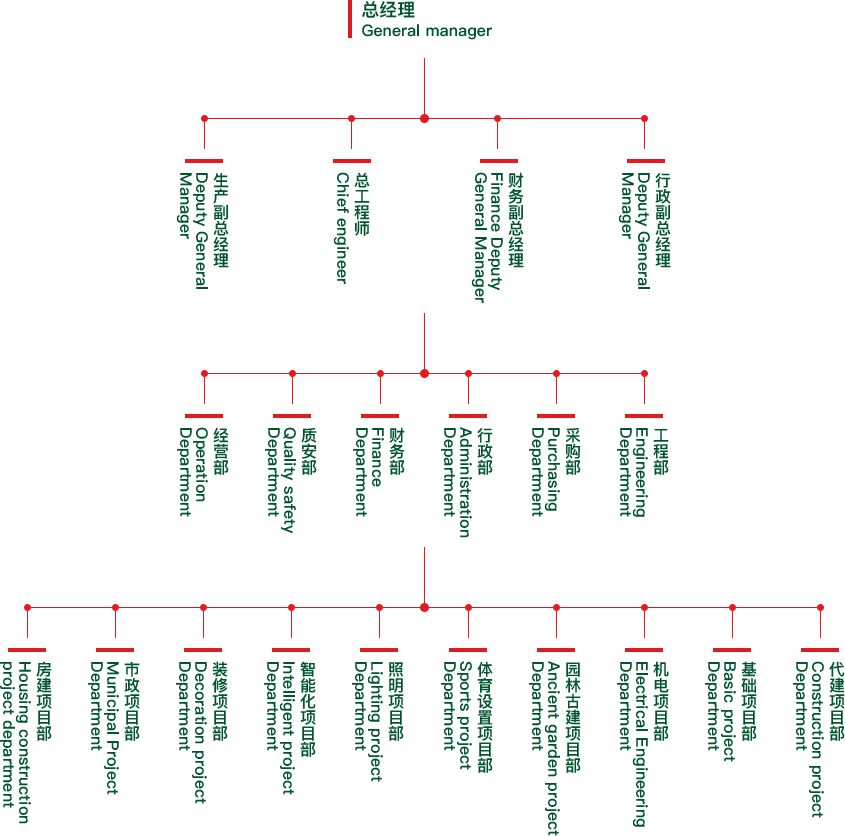 总经理
General manager
生产副总经理
Deputy General
Manager
总工程师
Chief engineer
财务副总经理
Finance Deputy
General Manager
行政副总经理
Deputy General
Manager
经营部
Operation
Department
质安部
Quality safety
Department
财务部
Finance
Department
行政部
Administration
Department
采购部
Purchasing
Department
工程部
Engineering
Department
房建项目部
Housing construction
project department
市政项目部
Municipal Project
Department
装修项目部
Decoration project
Department
智能化项目部
Intelligent project
Department
照明项目部
Lighting project
Department
体育设置项目部
Sports project
Department
园林古建项目部
Ancient garden project
Department
机电项目部
Electrical Engineering
Department
基础项目部
Basic project
Department
代建项目部
Construction project
Department